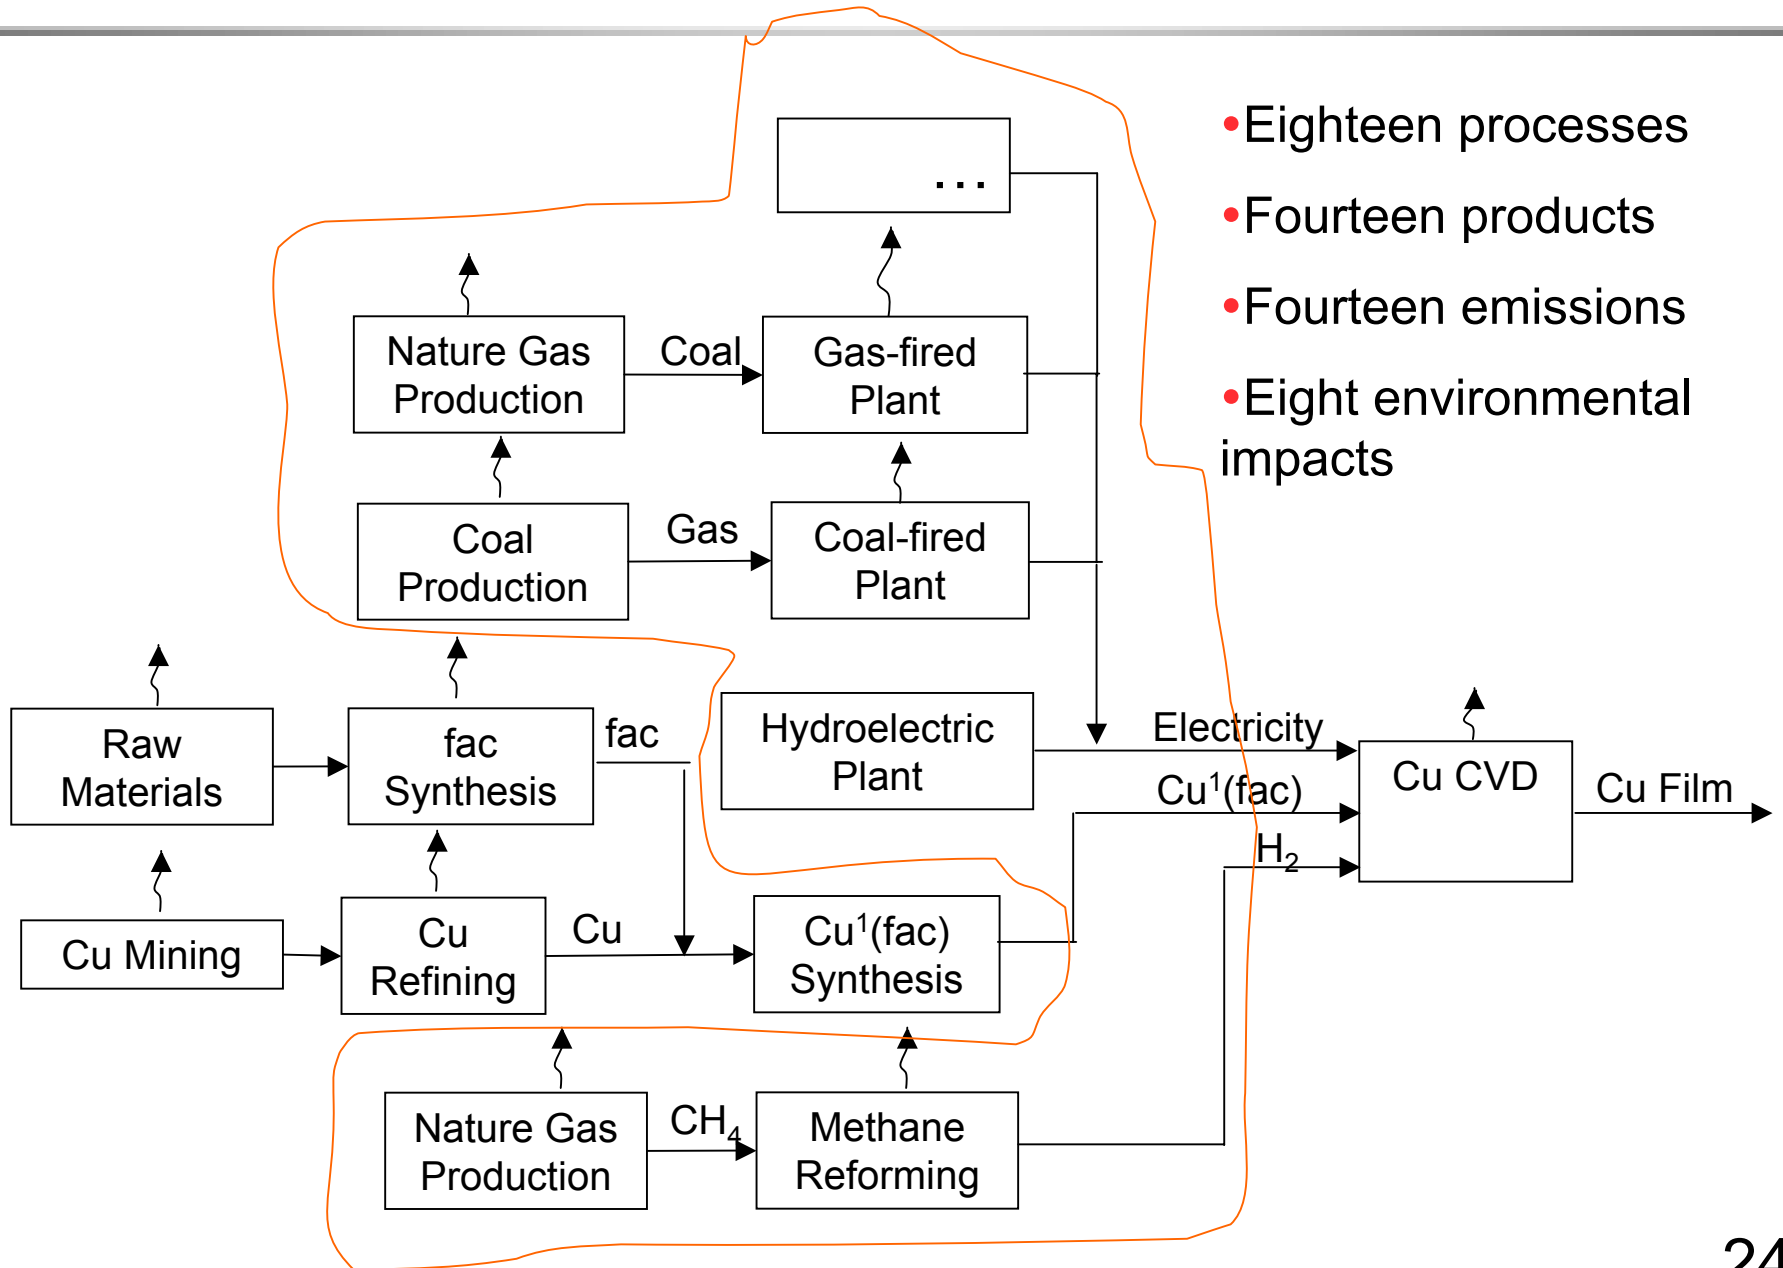 •Eighteen processes
•Fourteen products
•Fourteen emissions
•Eight environmental
impacts
...
Nature Gas
Production
Coal
Gas-fired
Plant
Coal
Production
Gas
Coal-fired
Plant
Raw
Materials
fac
Synthesis
fac
Hydroelectric
Plant
Electricity
Cu¹(fac)
H₂
Cu CVD
Cu Film
Cu Mining
Cu
Refining
Cu
Cu¹(fac)
Synthesis
Nature Gas
Production
CH₄
Methane
Reforming
24